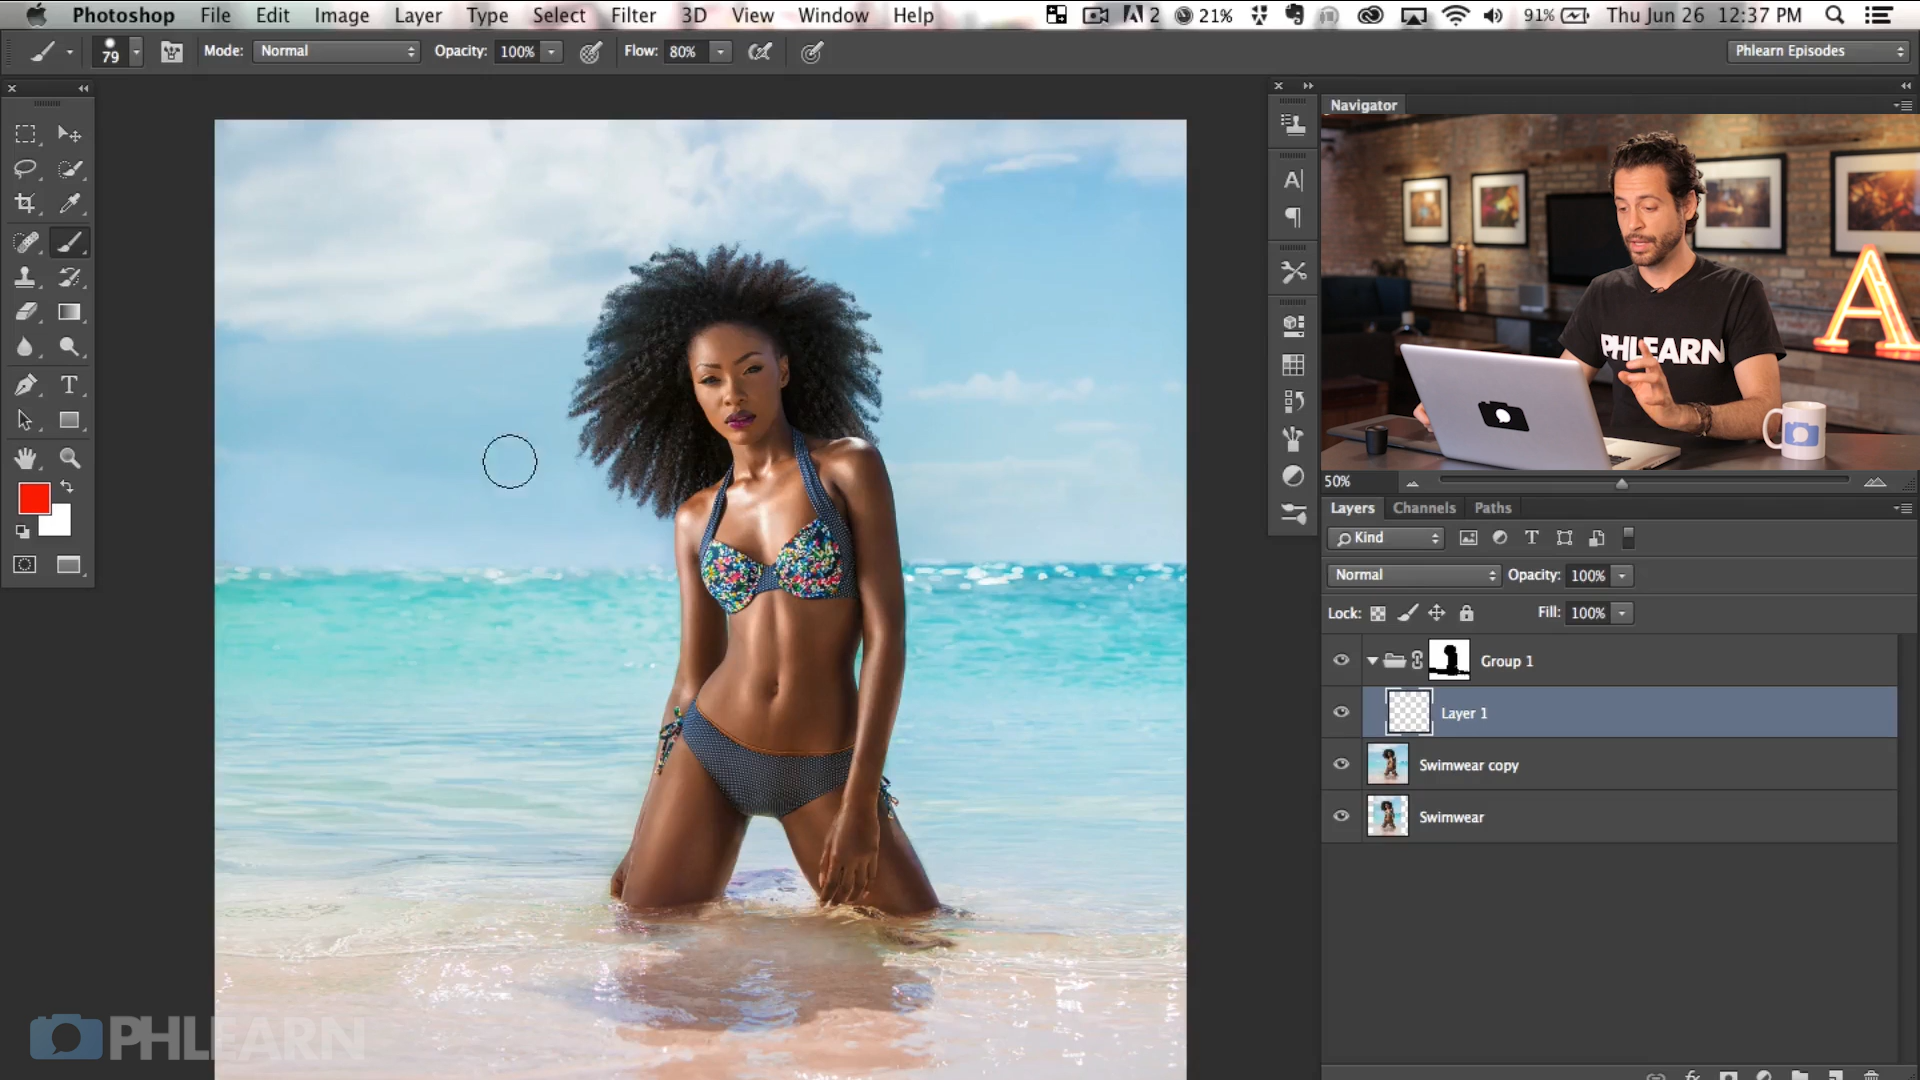 Photoshop File Edit Image Layer Type Select Filter 3D View Window Help 2 21% 91% Thu Jun 26 12:37 PM
79 Mode: Normal Opacity: 100% Flow: 80% Phlearn Episodes
Navigator
PHLEARN
50%
Layers Channels Paths
Kind
Normal Opacity: 100%
Lock: Fill: 100%
Group 1
Layer 1
Swimwear copy
Swimwear
PHLEARN